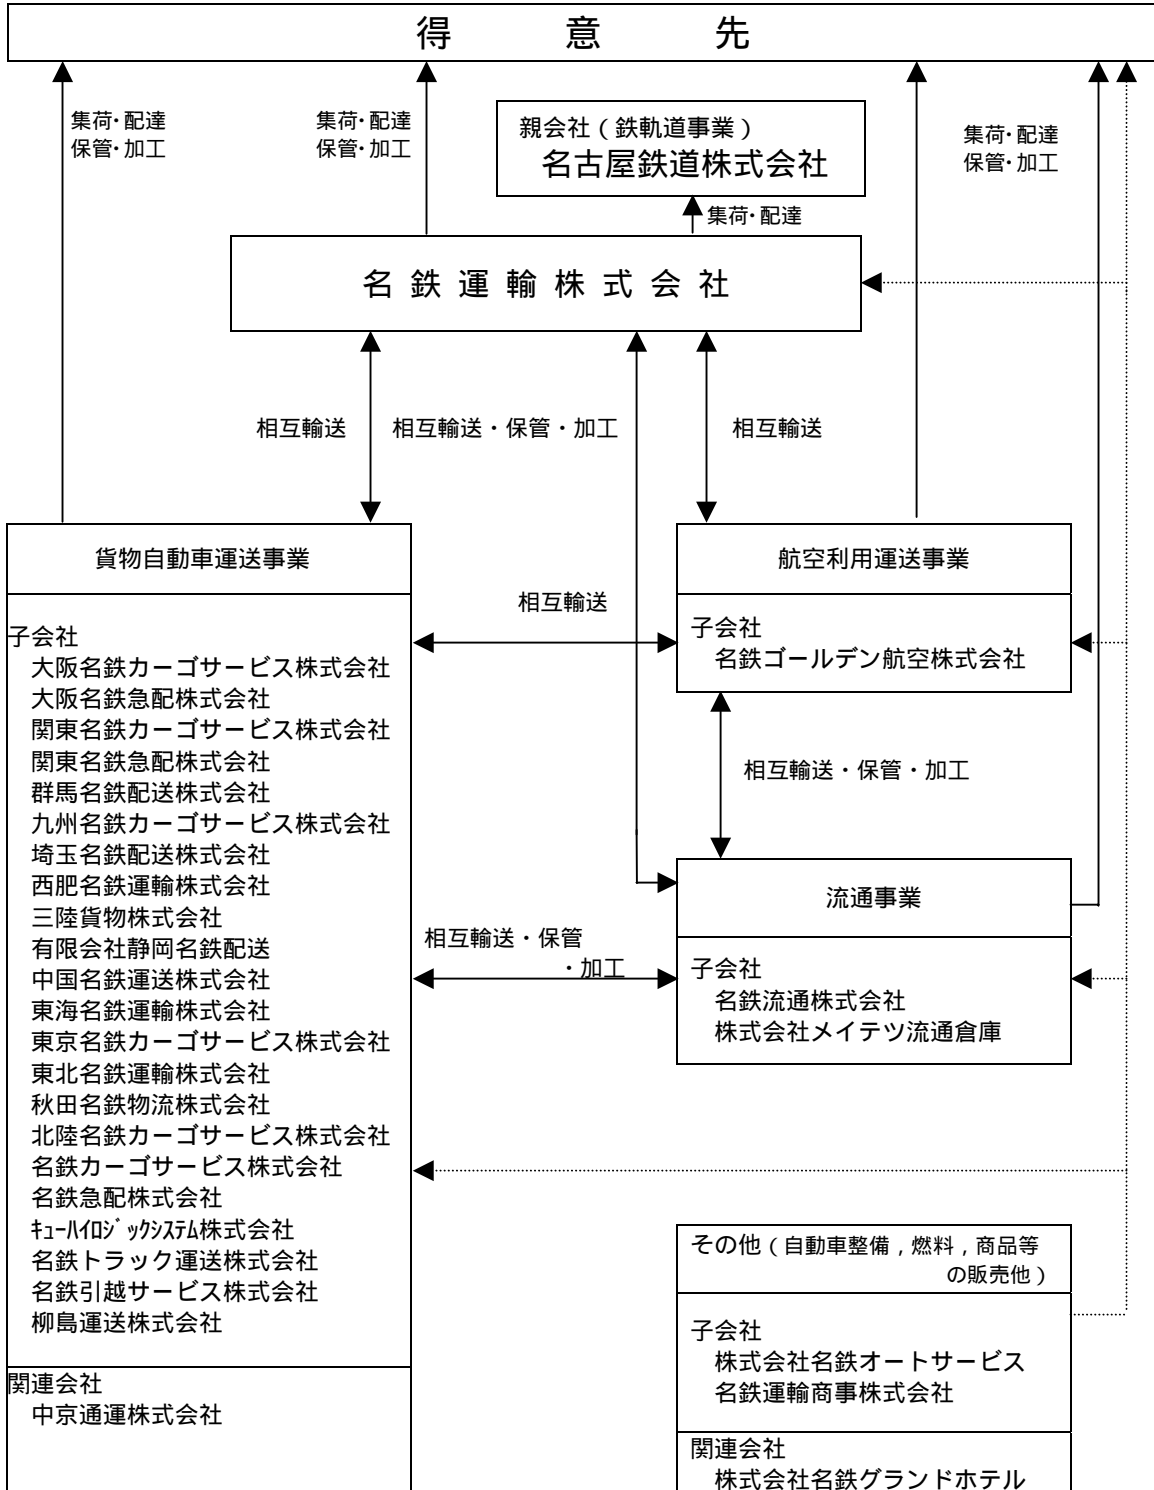 得意先
集荷・配達
保管・加工
集荷・配達
保管・加工
親会社（鉄軌道事業）
名古屋鉄道株式会社
集荷・配達
保管・加工
集荷・配達
名鉄運輸株式会社
相互輸送
相互輸送・保管・加工
相互輸送
貨物自動車運送事業
航空利用運送事業
相互輸送
子会社
名鉄ゴールデン航空株式会社
相互輸送・保管・加工
流通事業
相互輸送・保管
・加工
子会社
名鉄流通株式会社
株式会社メイテツ流通倉庫
子会社
大阪名鉄カーゴサービス株式会社
大阪名鉄急配株式会社
関東名鉄カーゴサービス株式会社
関東名鉄急配株式会社
群馬名鉄配送株式会社
九州名鉄カーゴサービス株式会社
埼玉名鉄配送株式会社
西肥名鉄運輸株式会社
三陸貨物株式会社
有限会社静岡名鉄配送
中国名鉄運送株式会社
東海名鉄運輸株式会社
東京名鉄カーゴサービス株式会社
東北名鉄運輸株式会社
秋田名鉄物流株式会社
北陸名鉄カーゴサービス株式会社
名鉄カーゴサービス株式会社
名鉄急配株式会社
ｷｭｰﾊｲﾛｼﾞｯｸｼｽﾃﾑ株式会社
名鉄トラック運送株式会社
名鉄引越サービス株式会社
柳島運送株式会社
関連会社
中京通運株式会社
その他（自動車整備，燃料，商品等
の販売他）
子会社
株式会社名鉄オートサービス
名鉄運輸商事株式会社
関連会社
株式会社名鉄グランドホテル